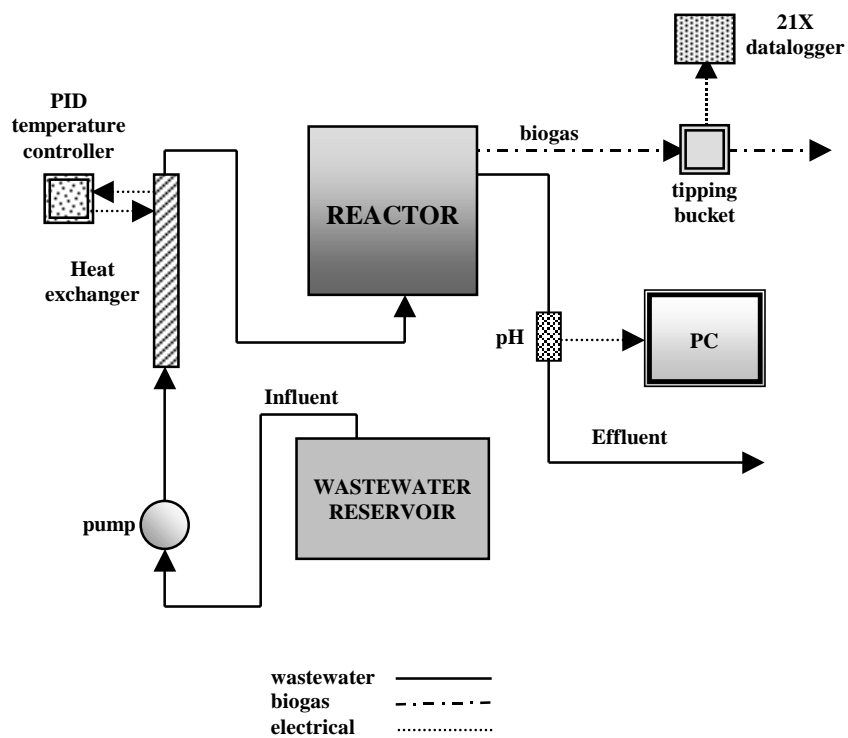 21X
datalogger
PID
temperature
controller
biogas
REACTOR
tipping
bucket
Heat
exchanger
pH
PC
Influent
Effluent
WASTEWATER
RESERVOIR
pump
wastewater
biogas
electrical